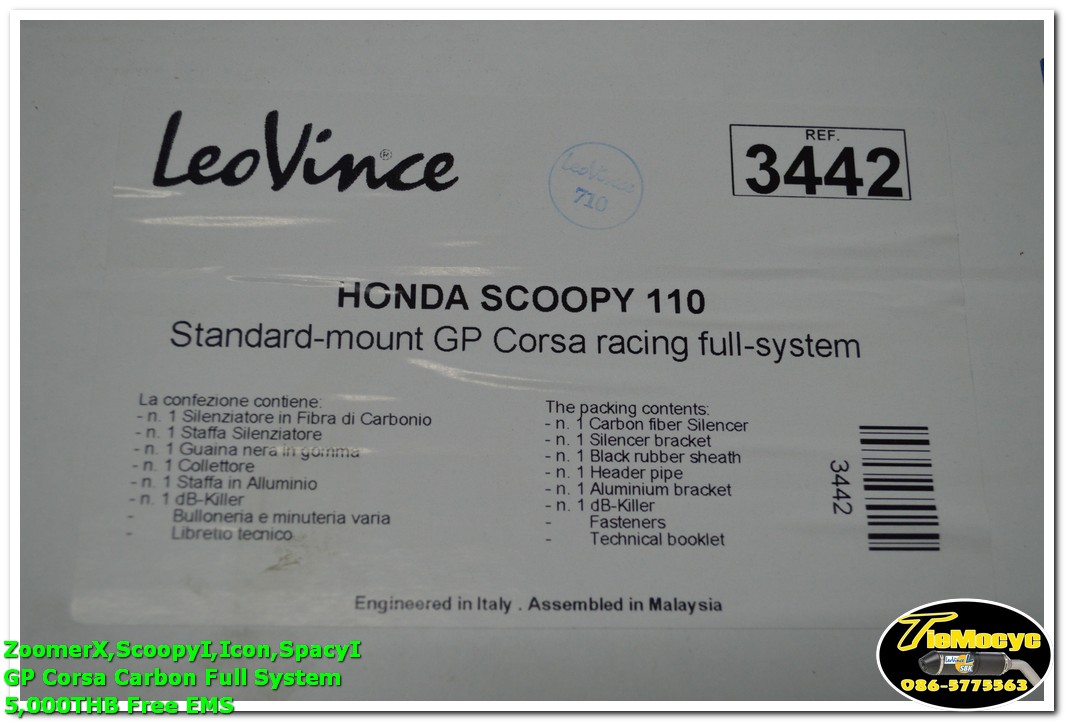 LeoVince®
LeoVince
710
REF.
3442
HONDA SCOOPY 110
Standard-mount GP Corsa racing full-system
La confezione contiene:
- n. 1 Silenziatore in Fibra di Carbonio
- n. 1 Staffa Silenziatore
- n. 1 Guaina nera in gomma
- n. 1 Collettore
- n. 1 Staffa in Alluminio
- n. 1 dB-Killer
- Bulloneria e minuteria varia
- Libretto tecnico
The packing contents:
- n. 1 Carbon fiber Silencer
- n. 1 Silencer bracket
- n. 1 Black rubber sheath
- n. 1 Header pipe
- n. 1 Aluminium bracket
- n. 1 dB-Killer
- Fasteners
- Technical booklet
3442
Engineered in Italy . Assembled in Malaysia
ZoomerX,ScoopyI,Icon,SpacyI
GP Corsa Carbon Full System
5,000THB Free EMS
TieMocyc
LeoVince
SBK
086-5775563